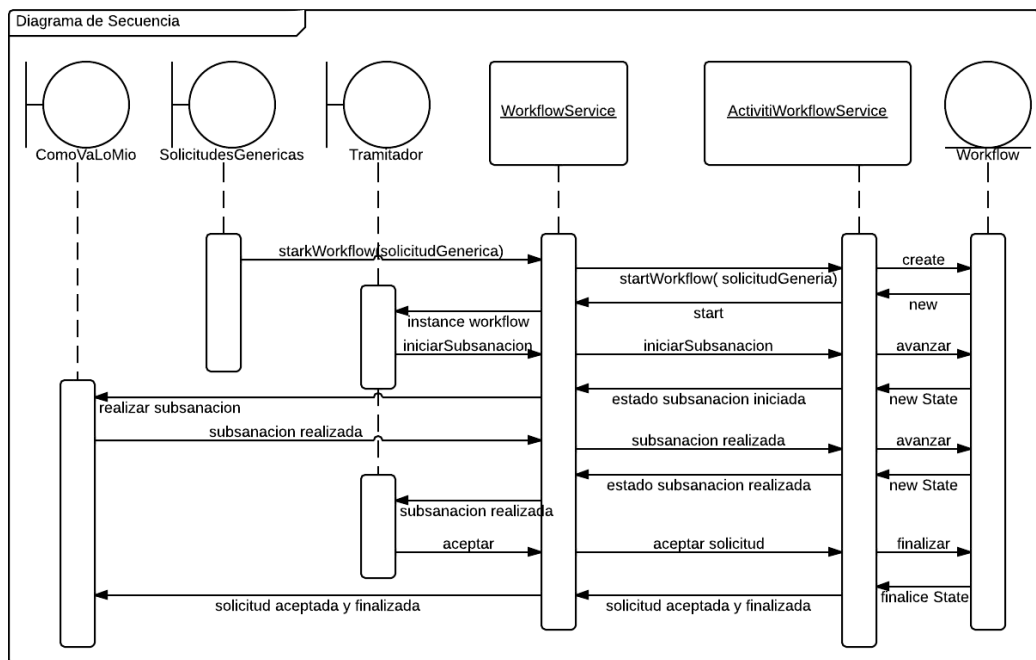 Diagrama de Secuencia
WorkflowService
ActivitiWorkflowService
ComoVaLoMio
SolicitudesGenericas
Tramitador
Workflow
starkWorkflow(solicitudGenerica)
startWorkflow( solicitudGeneria)
create
new
start
instance workflow
iniciarSubsanacion
iniciarSubsanacion
avanzar
realizar subsanacion
estado subsanacion iniciada
new State
subsanacion realizada
subsanacion realizada
avanzar
estado subsanacion realizada
new State
subsanacion realizada
aceptar
aceptar solicitud
finalizar
finalice State
solicitud aceptada y finalizada
solicitud aceptada y finalizada